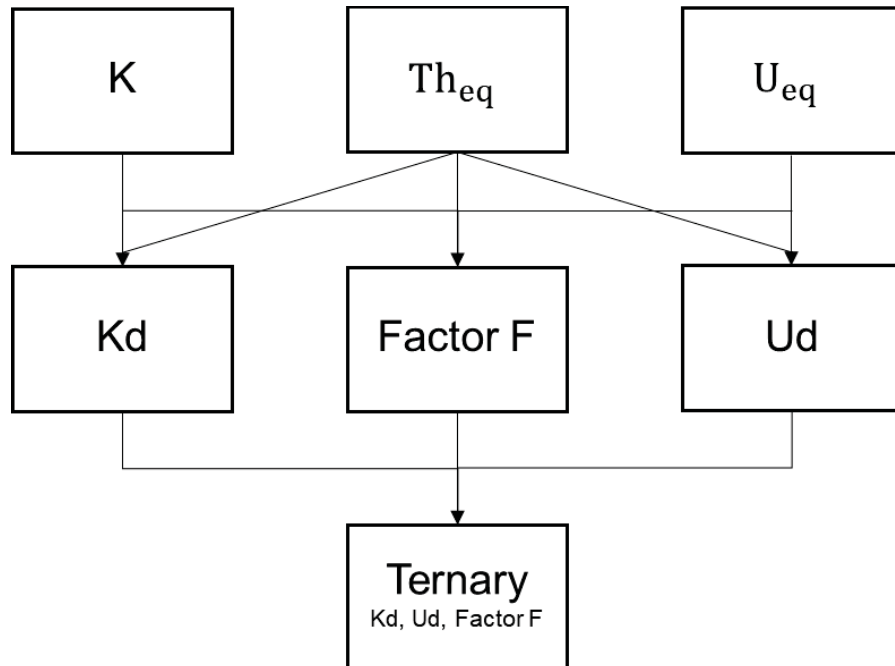 K
Th_eq
U_eq
Kd
Factor F
Ud
Ternary
Kd, Ud, Factor F